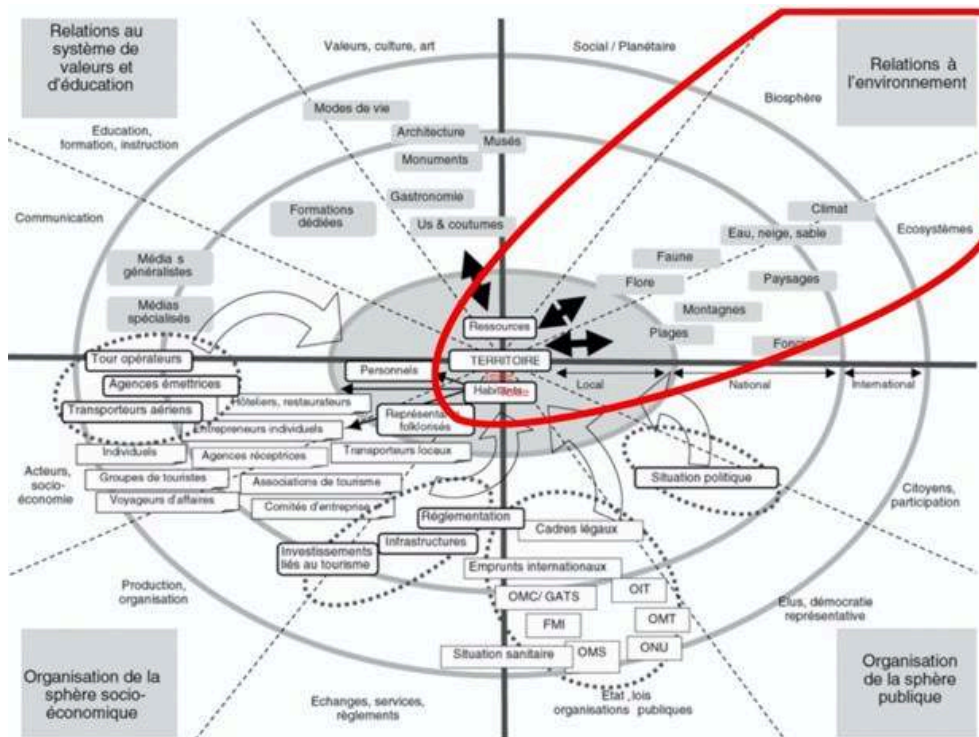 Relations au
système de
valeurs et
d'éducation
Valeurs, culture, art
Social / Planétaire
Relations à
l'environnement
Biosphère
Modes de vie
Education,
formation, instruction
Architecture
Musés
Monuments
Gastronomie
Communication
Formations
dédiées
Us & coutumes
Climat
Eau, neige, sable
Ecosystèmes
Média s
généralistes
Faune
Flore
Paysages
Médias
spécialisés
Montagnes
Ressources
Plages
Tour opérateurs
TERRITOIRE
Personnels
Agences émettrices
Habitants
Local
National
International
Transporteurs aériens
Hôteliers, restaurateurs
folklorisés
Entrepreneurs individuels
Individuels
Agences réceptrices
Transporteurs locaux
Acteurs,
socio-
économie
Groupes de touristes
Associations de tourisme
Situation politique
Voyageurs d'affaires
Comités d'entreprise
Citoyens,
participation
Réglementation
Cadres légaux
Infrastructures
Investissements
liés au tourisme
Emprunts internationaux
Production,
organisation
OMC/ GATS
OIT
FMI
OMT
Elus, démocratie
représentative
Situation sanitaire
OMS
ONU
Organisation de la
sphère socio-
économique
Echanges, services,
règlements
Etat ,lois
organisations publiques
Organisation
de la sphère
publique